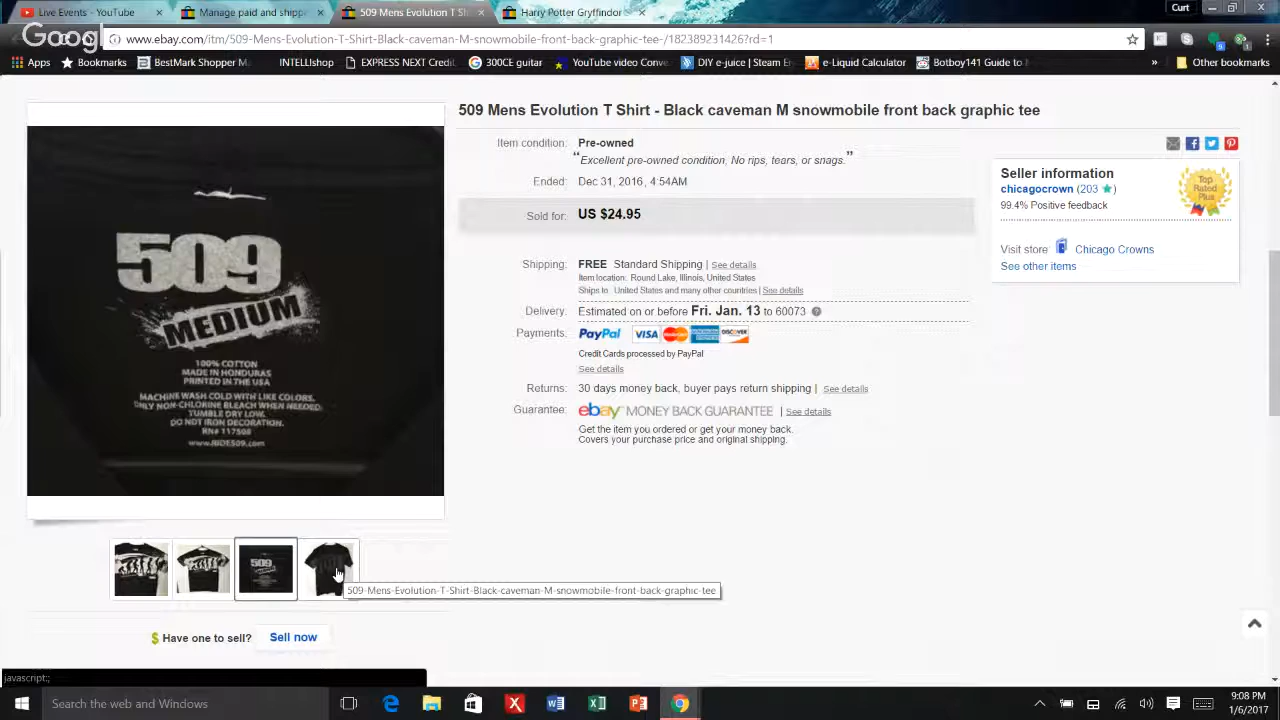 Live Events - YouTube
Manage paid and shipp
509 Mens Evolution T Sh
Harry Potter Gryffindor
Curt
Goog
www.ebay.com/itm/509-Mens-Evolution-T-Shirt-Black-caveman-M-snowmobile-front-back-graphic-tee-/182389231426?rd=1
Apps
Bookmarks
BestMark Shopper Ma
INTELLIshop
EXPRESS NEXT Credit
300CE guitar
YouTube video Conve
DIY e-juice | Steam En
e-Liquid Calculator
Botboy141 Guide to M
»
Other bookmarks
509 Mens Evolution T Shirt - Black caveman M snowmobile front back graphic tee
Item condition: Pre-owned
“Excellent pre-owned condition, No rips, tears, or snags.”
Ended: Dec 31, 2016, 4:54AM
Sold for: US $24.95
Shipping: FREE Standard Shipping | See details
Item location: Round Lake, Illinois, United States
Ships to: United States and many other countries | See details
Delivery: Estimated on or before Fri. Jan. 13 to 60073
Payments: PayPal VISA MasterCard DISCOVER
Credit Cards processed by PayPal
See details
Returns: 30 days money back, buyer pays return shipping | See details
Guarantee: ebay MONEY BACK GUARANTEE | See details
Get the item you ordered or get your money back.
Covers your purchase price and original shipping.
Seller information
chicagocrown (203 ★)
99.4% Positive feedback
Top Rated Plus
Visit store: Chicago Crowns
See other items
509
MEDIUM
100% COTTON
MADE IN HONDURAS
PRINTED IN THE USA
MACHINE WASH COLD WITH LIKE COLORS.
ONLY NON-CHLORINE BLEACH WHEN NEEDED.
TUMBLE DRY LOW.
DO NOT IRON DECORATION.
RN# 117508
www.RIDE509.com
509-Mens-Evolution-T-Shirt-Black-caveman-M-snowmobile-front-back-graphic-tee
$ Have one to sell? Sell now
javascript:;
Search the web and Windows
9:08 PM
1/6/2017